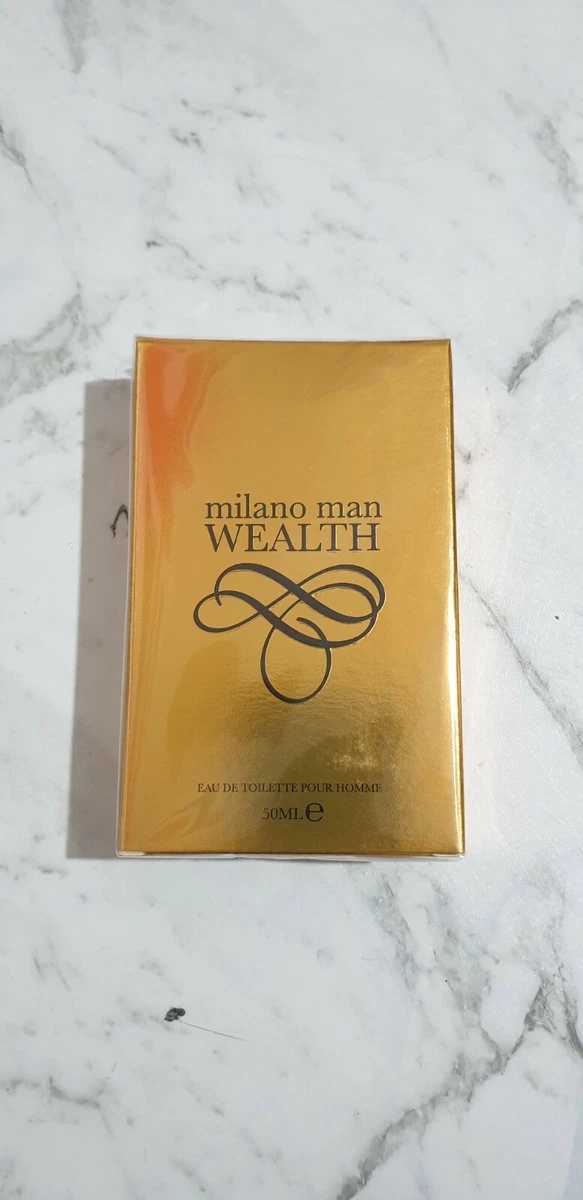 milano man
WEALTH
EAU DE TOILETTE POUR HOMME
50ML℮